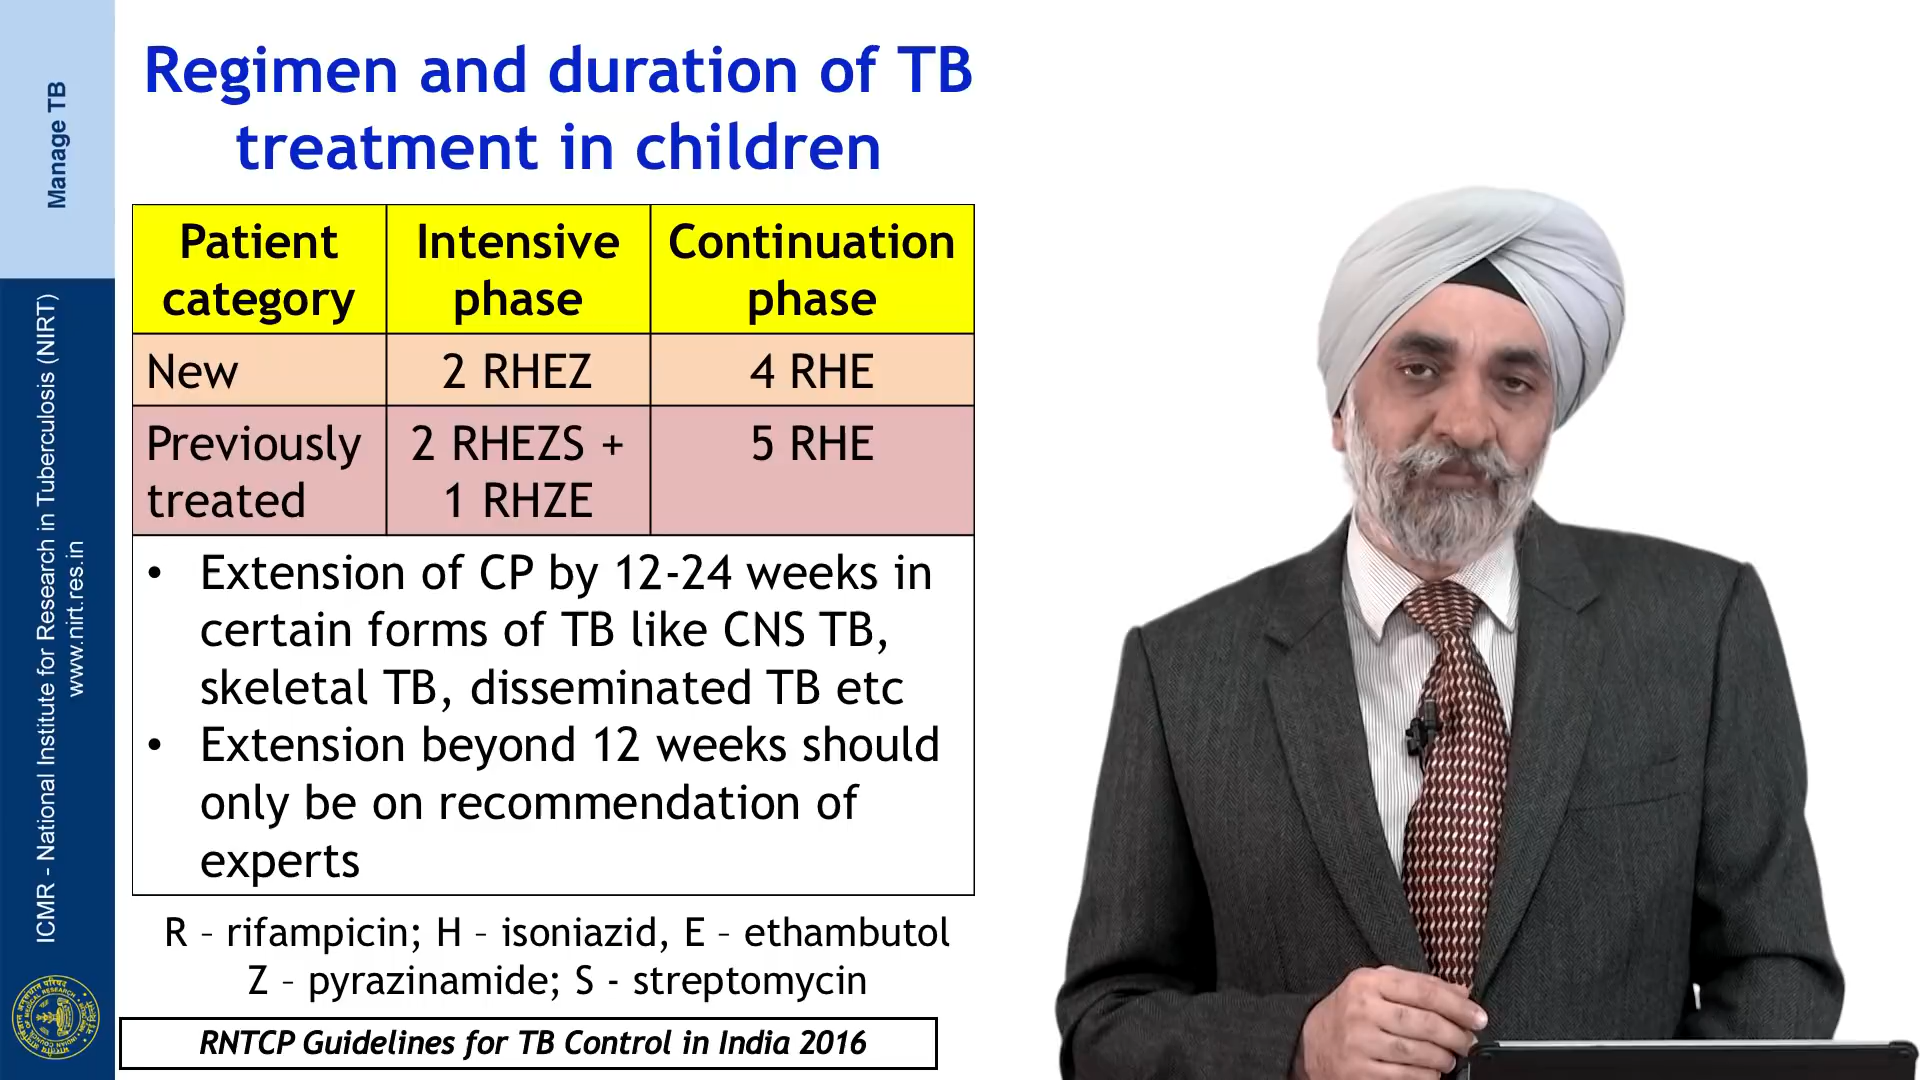 Manage TB
ICMR - National Institute for Research in Tuberculosis (NIRT)
www.nirt.res.in
Regimen and duration of TB
treatment in children
Patient category | Intensive phase | Continuation phase
New | 2 RHEZ | 4 RHE
Previously treated | 2 RHEZS + 1 RHZE | 5 RHE
• Extension of CP by 12-24 weeks in
certain forms of TB like CNS TB,
skeletal TB, disseminated TB etc
• Extension beyond 12 weeks should
only be on recommendation of
experts
R – rifampicin; H – isoniazid, E – ethambutol
Z – pyrazinamide; S - streptomycin
RNTCP Guidelines for TB Control in India 2016